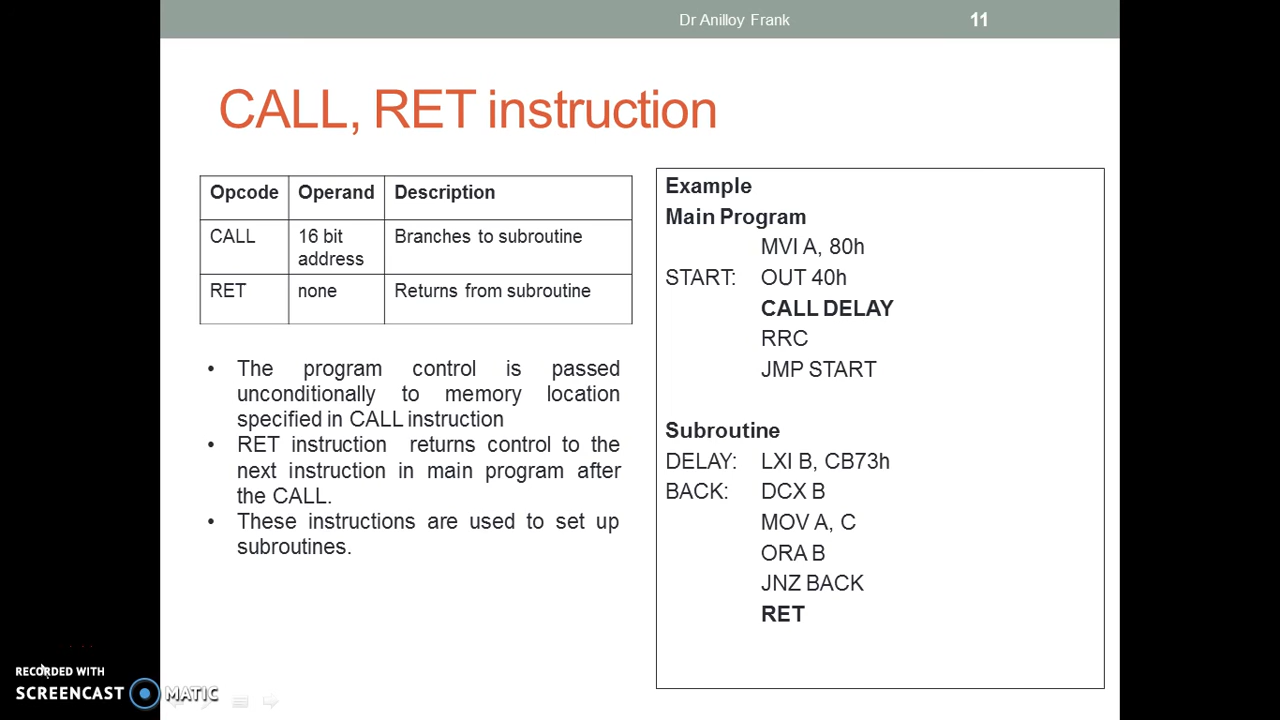 Dr Anilloy Frank 11
CALL, RET instruction
Opcode Operand Description
CALL 16 bit address Branches to subroutine
RET none Returns from subroutine
• The program control is passed
unconditionally to memory location
specified in CALL instruction
• RET instruction returns control to the
next instruction in main program after
the CALL.
• These instructions are used to set up
subroutines.
Example
Main Program
MVI A, 80h
START: OUT 40h
CALL DELAY
RRC
JMP START
Subroutine
DELAY: LXI B, CB73h
BACK: DCX B
MOV A, C
ORA B
JNZ BACK
RET
RECORDED WITH
SCREENCAST MATIC